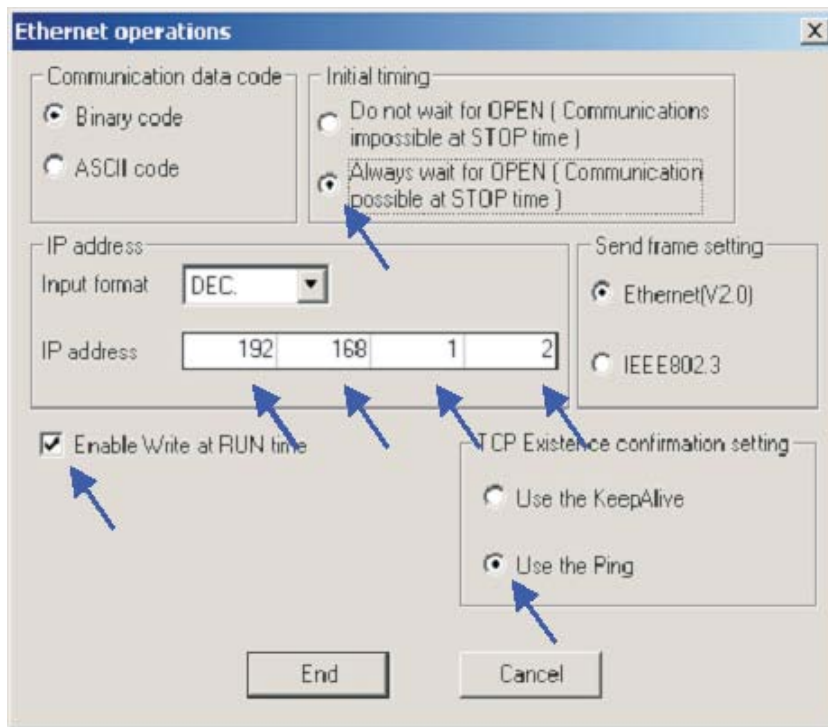 Ethernet operations
Communication data code
Binary code
ASCII code
Initial timing
Do not wait for OPEN ( Communications
impossible at STOP time )
Always wait for OPEN ( Communication
possible at STOP time )
IP address
Input format
DEC.
IP address
192 168 1 2
Send frame setting
Ethernet(V2.0)
IEEE802.3
Enable Write at RUN time
TCP Existence confirmation setting
Use the KeepAlive
Use the Ping
End
Cancel